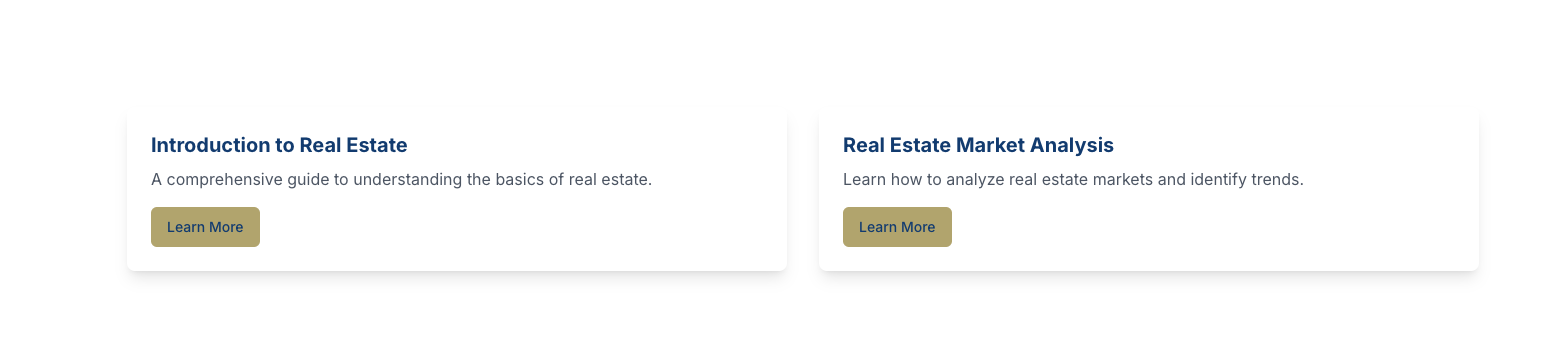 Introduction to Real Estate
A comprehensive guide to understanding the basics of real estate.
Learn More
Real Estate Market Analysis
Learn how to analyze real estate markets and identify trends.
Learn More